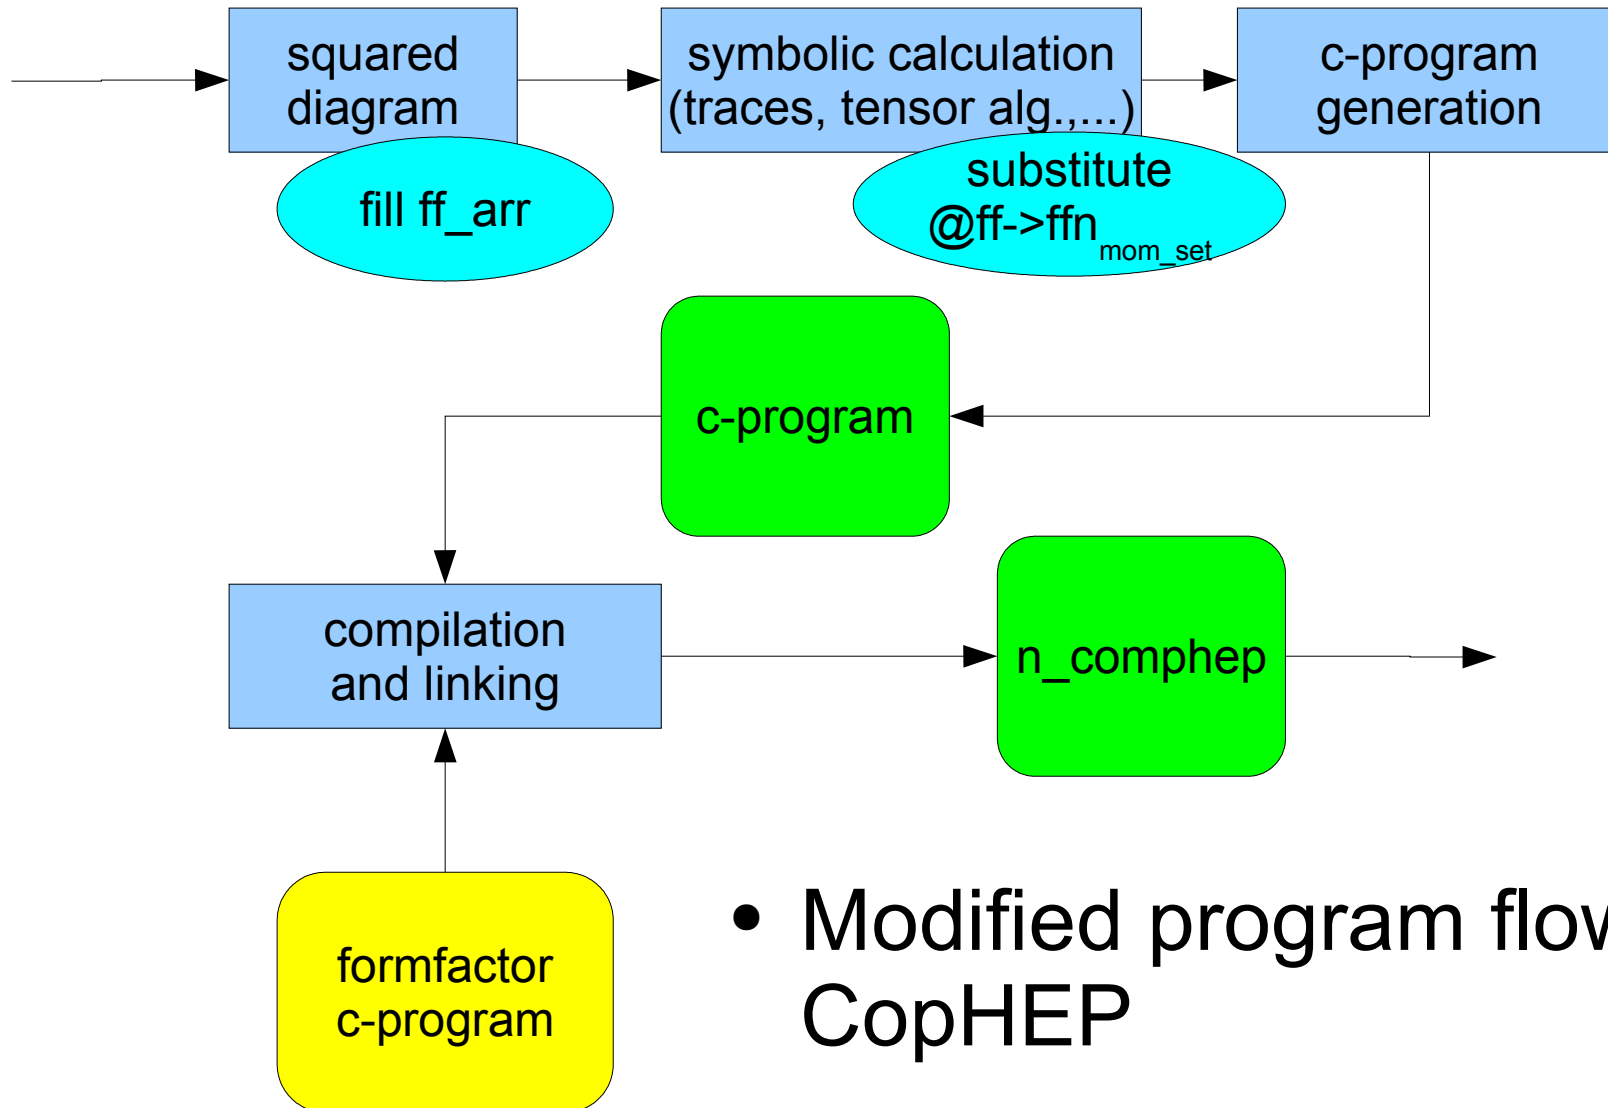 squared
diagram
symbolic calculation
(traces, tensor alg.,...)
c-program
generation
fill ff_arr
substitute
@ff->ffn
mom_set
c-program
compilation
and linking
n_comphep
formfactor
c-program
• Modified program flow
CopHEP